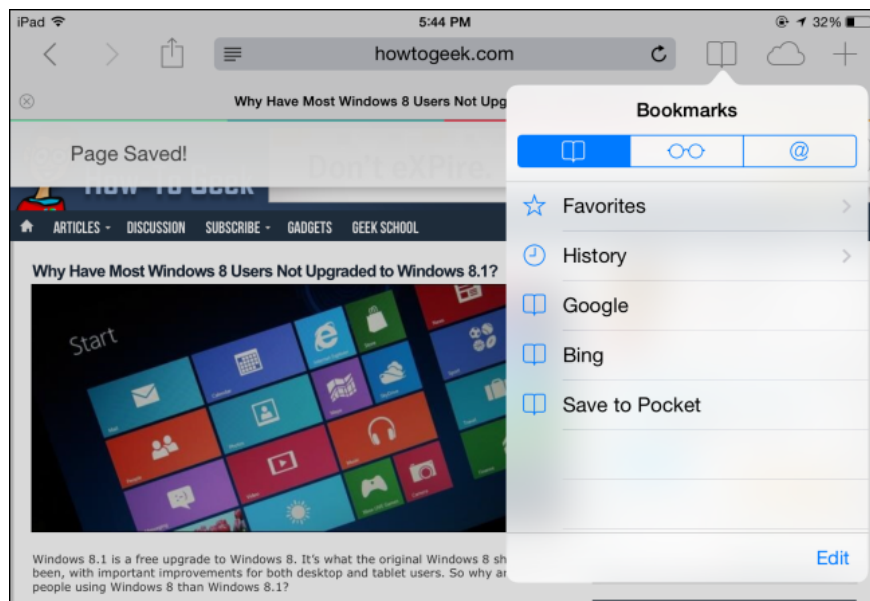 iPad 5:44 PM 32%
howtogeek.com
Why Have Most Windows 8 Users Not Upg
Bookmarks
Page Saved!
Don't eXPire.
How-To Geek
@
Favorites
History
Google
Bing
Save to Pocket
Edit
ARTICLES DISCUSSION SUBSCRIBE GADGETS GEEK SCHOOL
Why Have Most Windows 8 Users Not Upgraded to Windows 8.1?
Start
Windows 8.1 is a free upgrade to Windows 8. It's what the original Windows 8 sh
been, with important improvements for both desktop and tablet users. So why ar
people using Windows 8 than Windows 8.1?